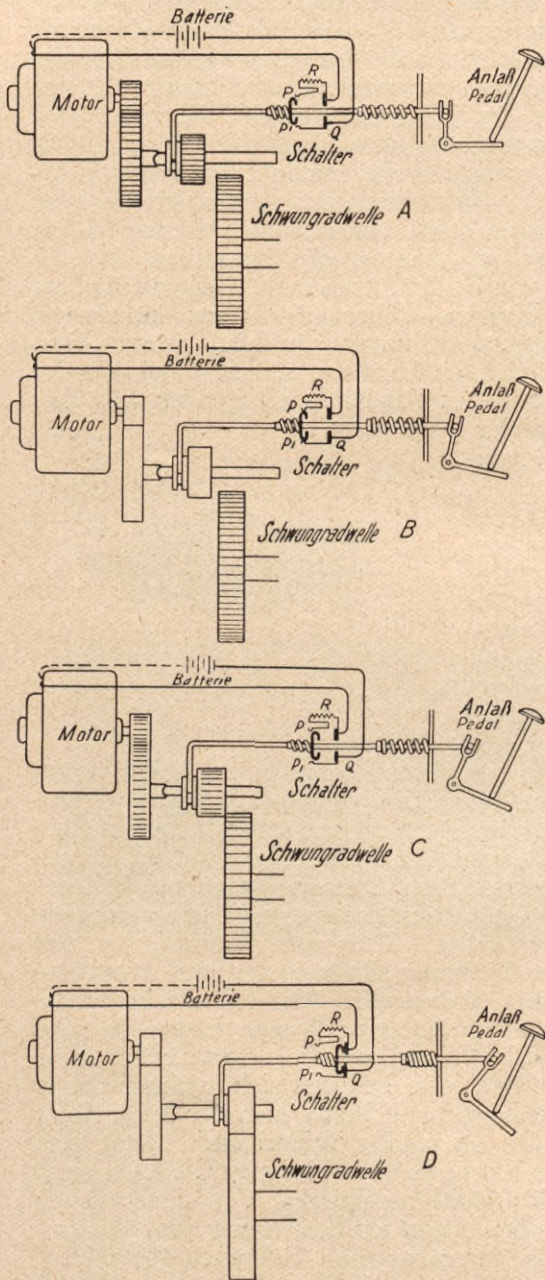 Batterie
R
P
Motor
Anlaß
Pedal
P₁
Q
Schalter
Schwungradwelle A
Batterie
R
P
Motor
Anlaß
Pedal
P₁
Q
Schalter
Schwungradwelle B
Batterie
R
P
Motor
Anlaß
Pedal
P₁
Q
Schalter
Schwungradwelle C
Batterie
R
P
Motor
Anlaß
Pedal
P₁
Q
Schalter
Schwungradwelle D